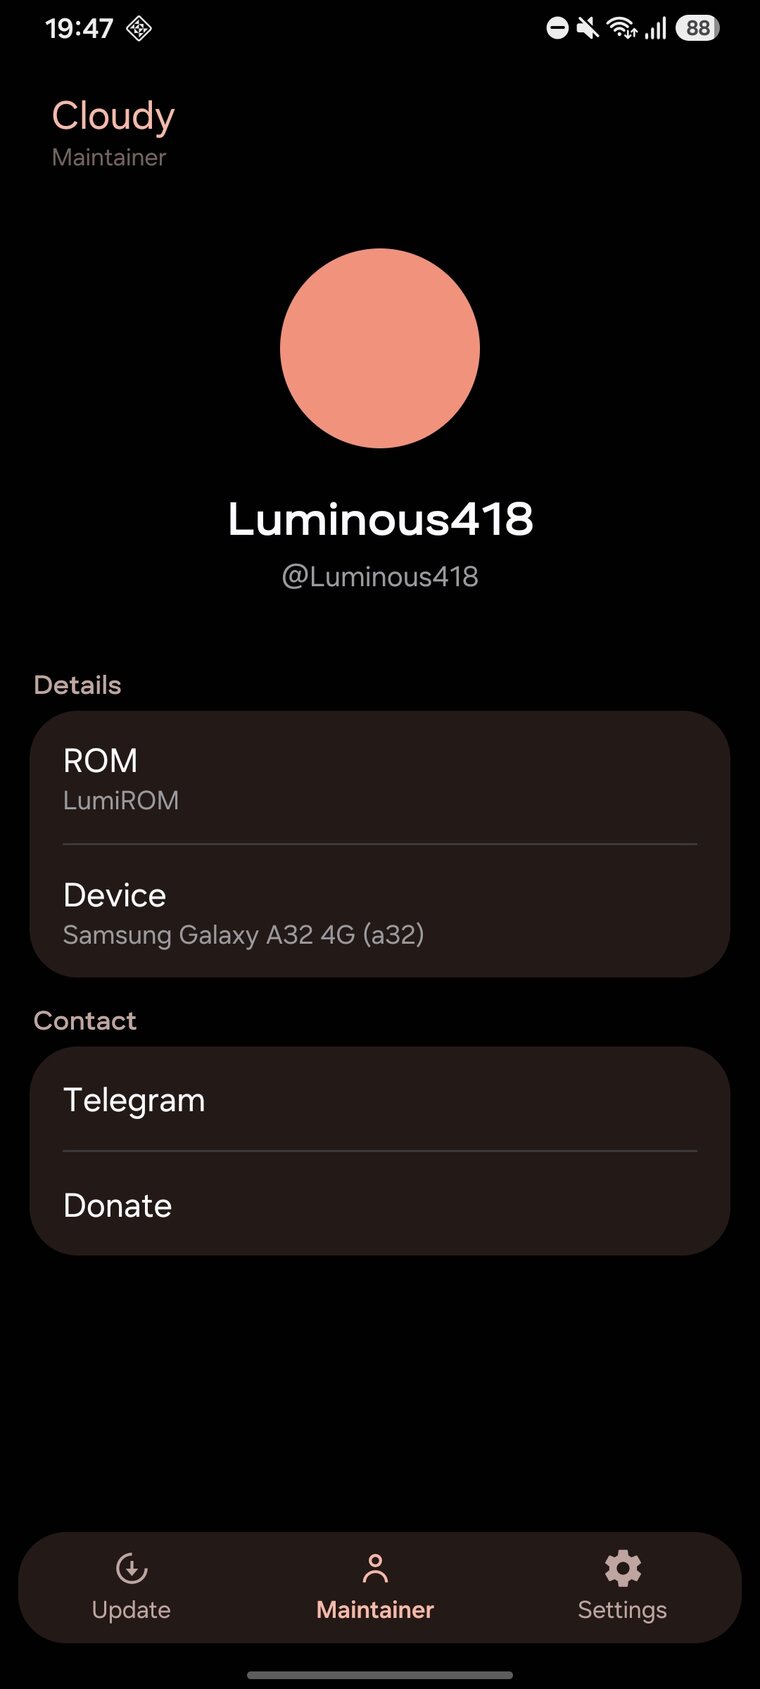 19:47
88
Cloudy
Maintainer
Luminous418
@Luminous418
Details
ROM
LumiROM
Device
Samsung Galaxy A32 4G (a32)
Contact
Telegram
Donate
Update
Maintainer
Settings